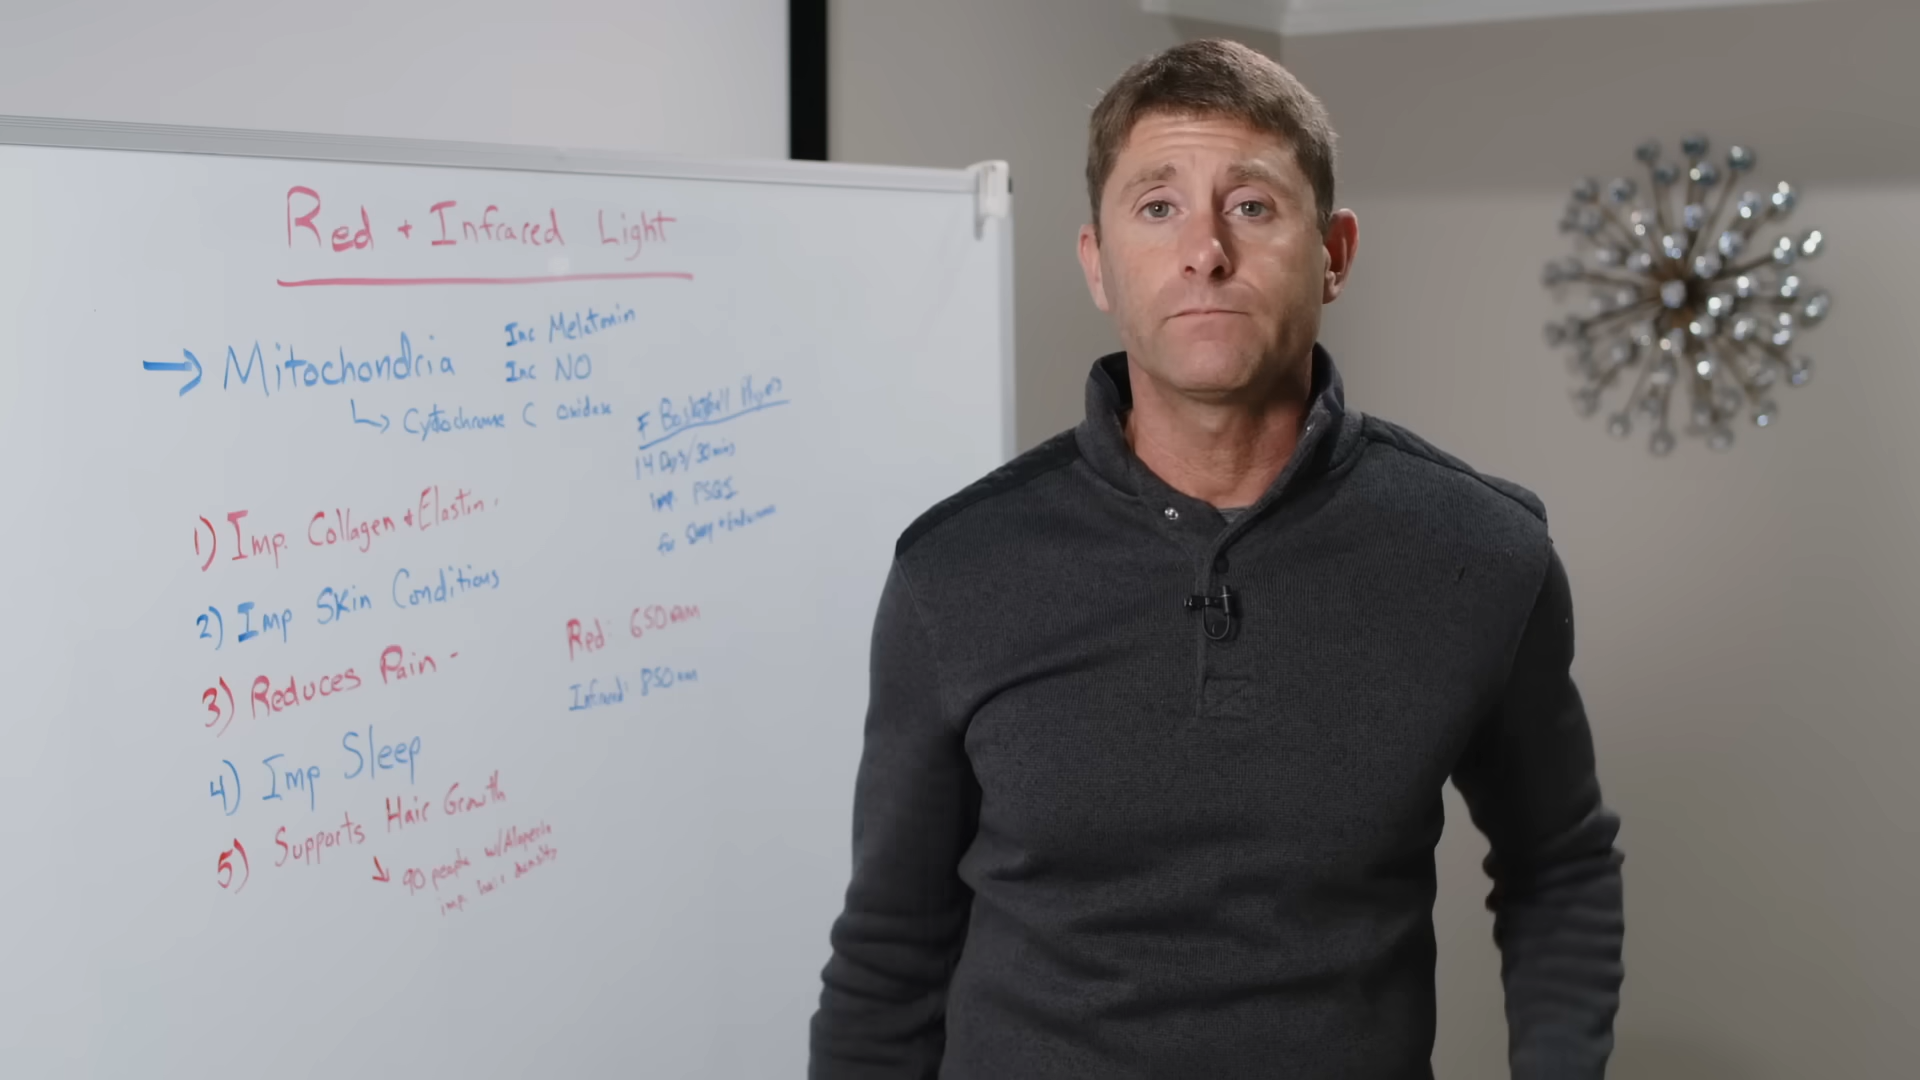 Red + Infrared Light
→ Mitochondria
Inc Melatonin
Inc NO
↳ Cytochrome C oxidase
F Basketball Players
14 Days/30 mins
Imp. PSQI
for Sleep + Endurance
1) Imp. Collagen + Elastin.
2) Imp Skin Conditions
3) Reduces Pain -
Red: 650nm
Infrared: 850nm
4) Imp Sleep
5) Supports Hair Growth
↘ 90 people w/
imp. hair density